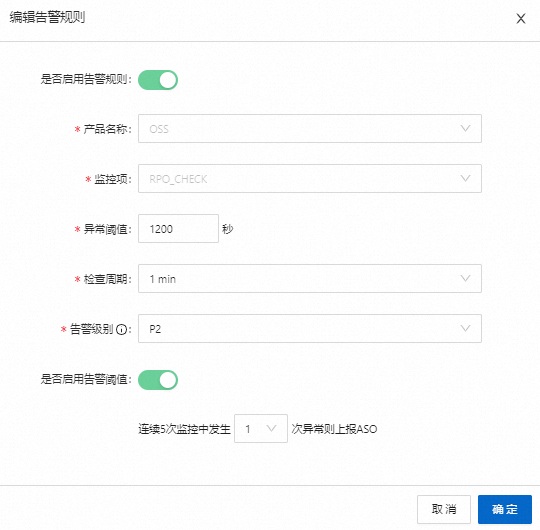 编辑告警规则
是否启用告警规则:
* 产品名称: OSS
* 监控项: RPO_CHECK
* 异常阈值: 1200 秒
* 检查周期: 1 min
* 告警级别 : P2
是否启用告警阈值:
连续5次监控中发生 1 次异常则上报ASO
取 消 确 定